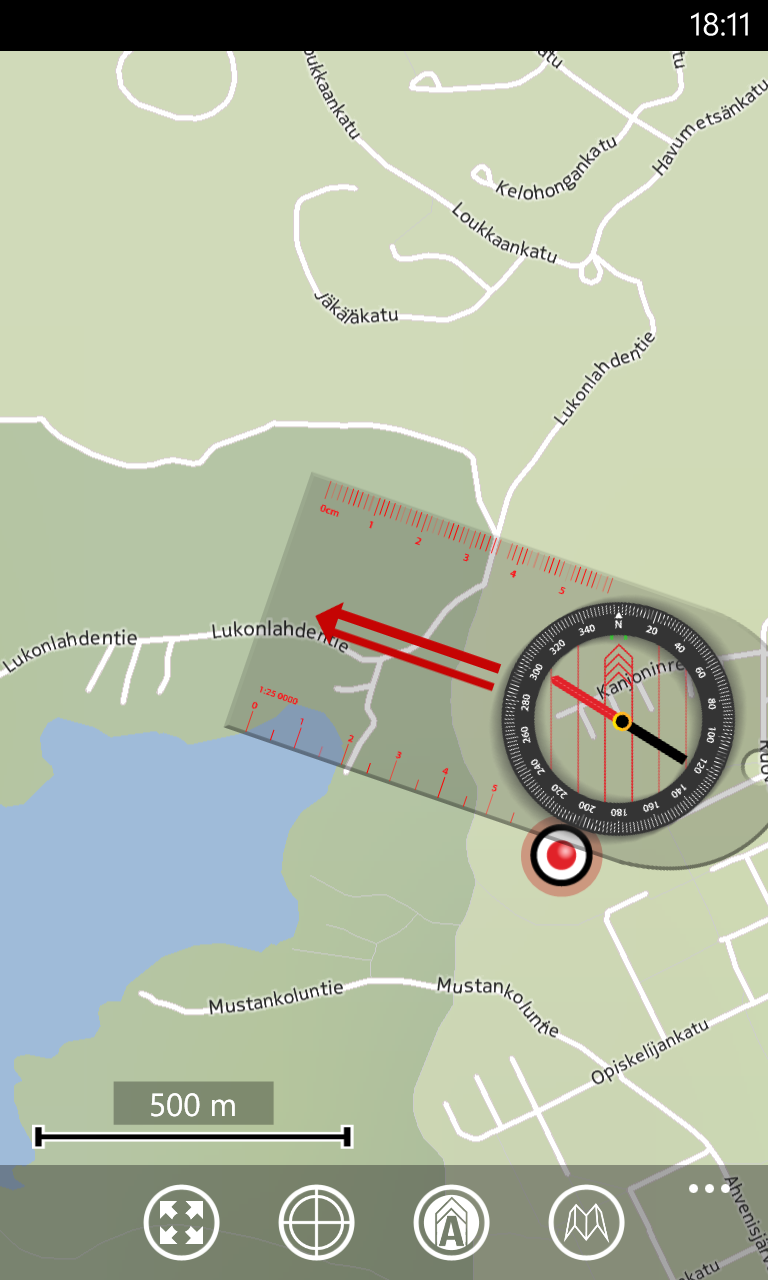 18:11
Loukkaankatu
Havumetsänkatu
Kelohongankatu
Loukkaankatu
Jäkäläkatu
Lukonlahdentie
0cm 1 2 3 4 5
N 20 40 60 80 100 120 140 160 180 200 220 240 260 280 300 320 340
Lukonlahdentie
Lukonlahdentie
Kanjoninre
1:25 0000
0 1 2 3 4 5
Mustankoluntie
Mustankoluntie
Opiskelijankatu
500 m
A